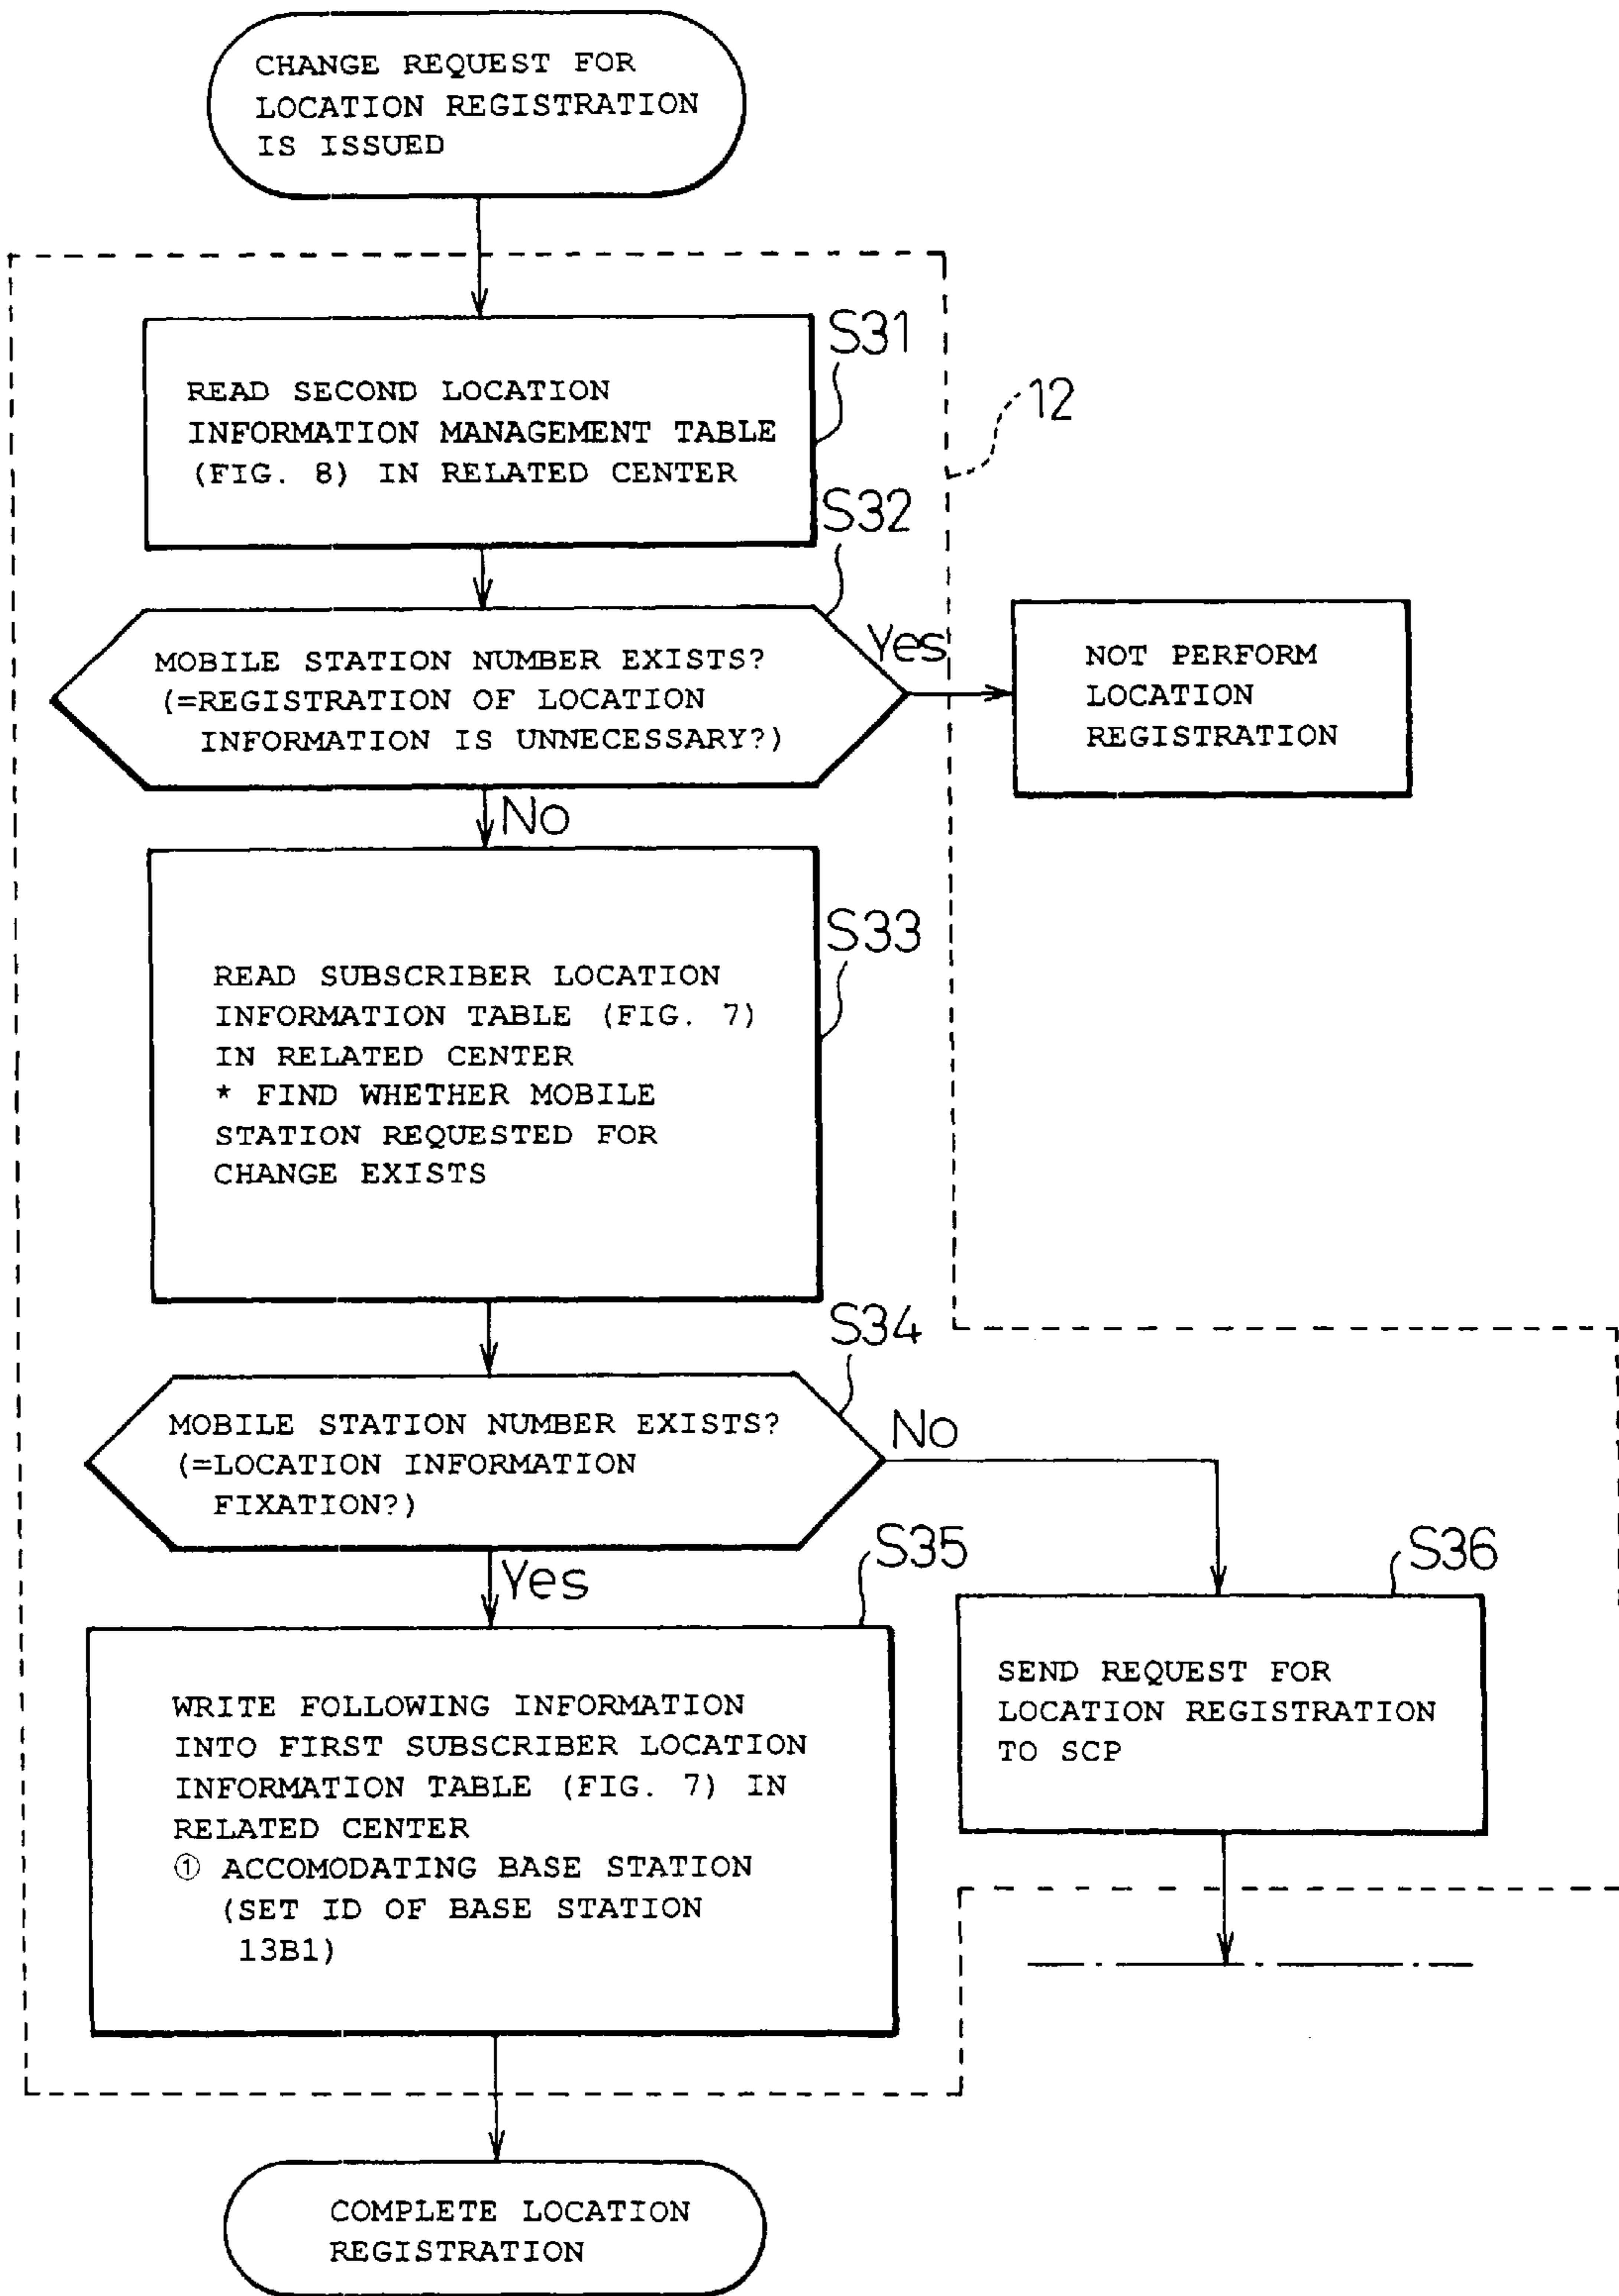 CHANGE REQUEST FOR
LOCATION REGISTRATION
IS ISSUED
S31
READ SECOND LOCATION
INFORMATION MANAGEMENT TABLE
(FIG. 8) IN RELATED CENTER
12
S32
MOBILE STATION NUMBER EXISTS?
(=REGISTRATION OF LOCATION
INFORMATION IS UNNECESSARY?)
Yes
NOT PERFORM
LOCATION
REGISTRATION
No
S33
READ SUBSCRIBER LOCATION
INFORMATION TABLE (FIG. 7)
IN RELATED CENTER
* FIND WHETHER MOBILE
STATION REQUESTED FOR
CHANGE EXISTS
S34
MOBILE STATION NUMBER EXISTS?
(=LOCATION INFORMATION
FIXATION?)
No
Yes
S35
WRITE FOLLOWING INFORMATION
INTO FIRST SUBSCRIBER LOCATION
INFORMATION TABLE (FIG. 7) IN
RELATED CENTER
① ACCOMODATING BASE STATION
(SET ID OF BASE STATION
13B1)
S36
SEND REQUEST FOR
LOCATION REGISTRATION
TO SCP
COMPLETE LOCATION
REGISTRATION